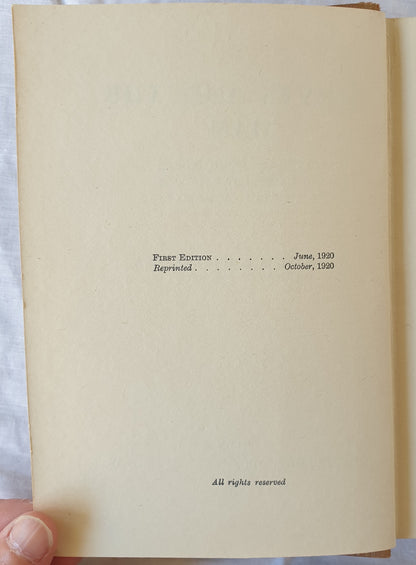 FIRST EDITION . . . . . . . June, 1920
Reprinted . . . . . . . . October, 1920
All rights reserved